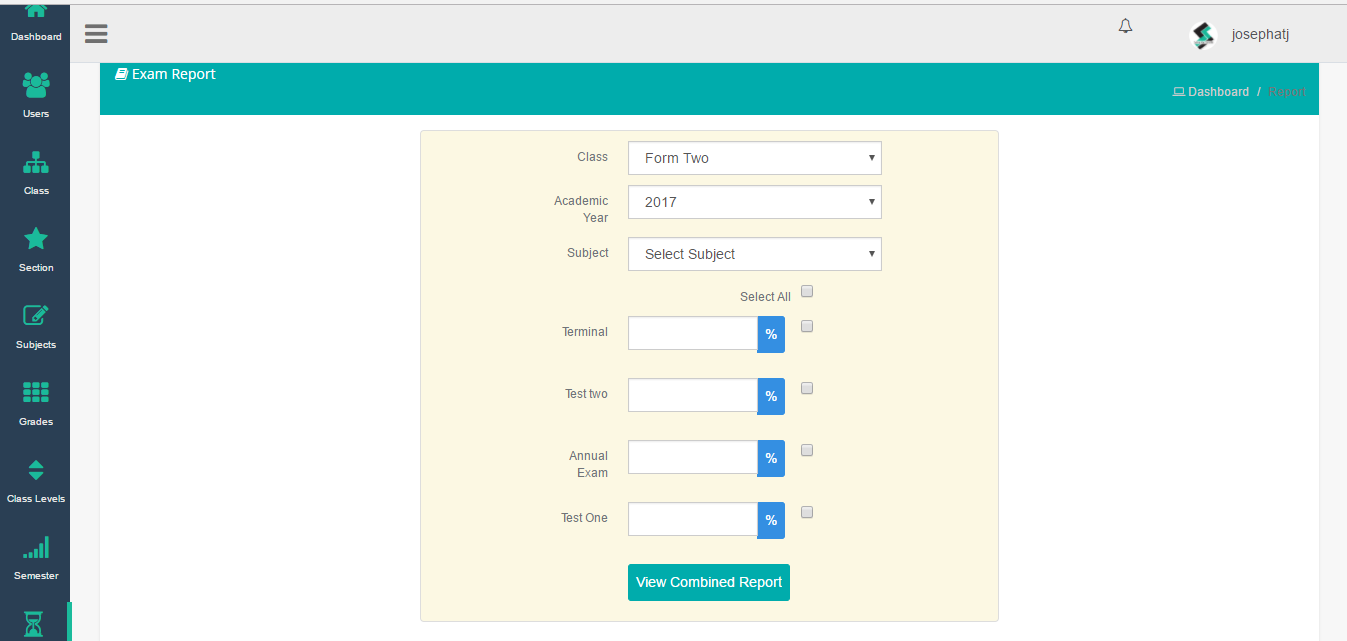 Dashboard
josephatj
Exam Report
Dashboard / Report
Users
Class
Section
Subjects
Grades
Class Levels
Semester
Class
Form Two
Academic
Year
2017
Subject
Select Subject
Select All
Terminal
%
Test two
%
Annual
Exam
%
Test One
%
View Combined Report